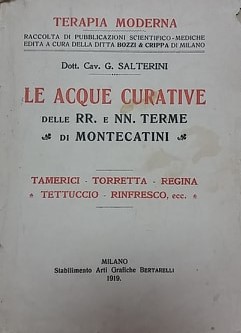 TERAPIA MODERNA
RACCOLTA DI PUBBLICAZIONI SCIENTIFICO-MEDICHE
EDITA A CURA DELLA DITTA BOZZI & CRIPPA DI MILANO
Dott. Cav. G. SALTERINI
LE ACQUE CURATIVE
DELLE RR. E NN. TERME
DI MONTECATINI
TAMERICI - TORRETTA - REGINA
TETTUCCIO - RINFRESCO, ecc.
MILANO
Stabilimento Arti Grafiche BERTARELLI
1919.